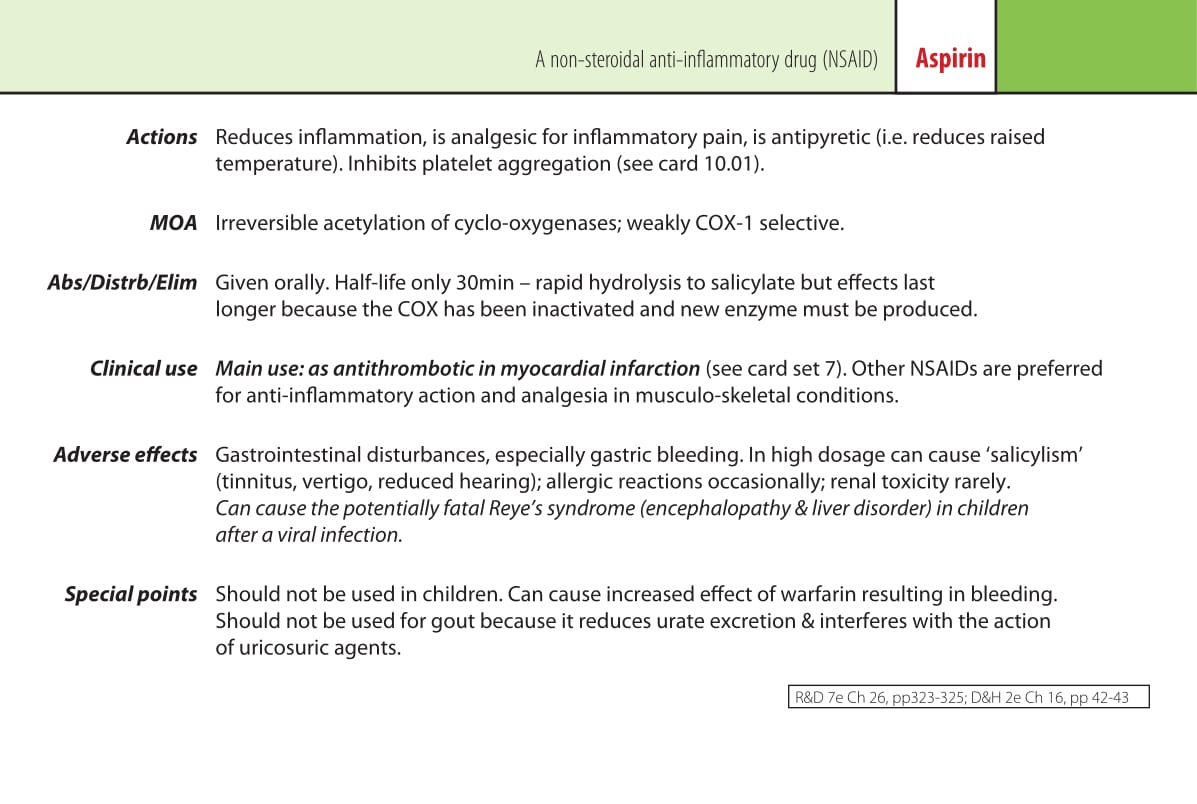 A non-steroidal anti-inflammatory drug (NSAID) Aspirin
Actions Reduces inflammation, is analgesic for inflammatory pain, is antipyretic (i.e. reduces raised
temperature). Inhibits platelet aggregation (see card 10.01).
MOA Irreversible acetylation of cyclo-oxygenases; weakly COX-1 selective.
Abs/Distrb/Elim Given orally. Half-life only 30min – rapid hydrolysis to salicylate but effects last
longer because the COX has been inactivated and new enzyme must be produced.
Clinical use Main use: as antithrombotic in myocardial infarction (see card set 7). Other NSAIDs are preferred
for anti-inflammatory action and analgesia in musculo-skeletal conditions.
Adverse effects Gastrointestinal disturbances, especially gastric bleeding. In high dosage can cause ‘salicylism’
(tinnitus, vertigo, reduced hearing); allergic reactions occasionally; renal toxicity rarely.
Can cause the potentially fatal Reye’s syndrome (encephalopathy & liver disorder) in children
after a viral infection.
Special points Should not be used in children. Can cause increased effect of warfarin resulting in bleeding.
Should not be used for gout because it reduces urate excretion & interferes with the action
of uricosuric agents.
R&D 7e Ch 26, pp323-325; D&H 2e Ch 16, pp 42-43